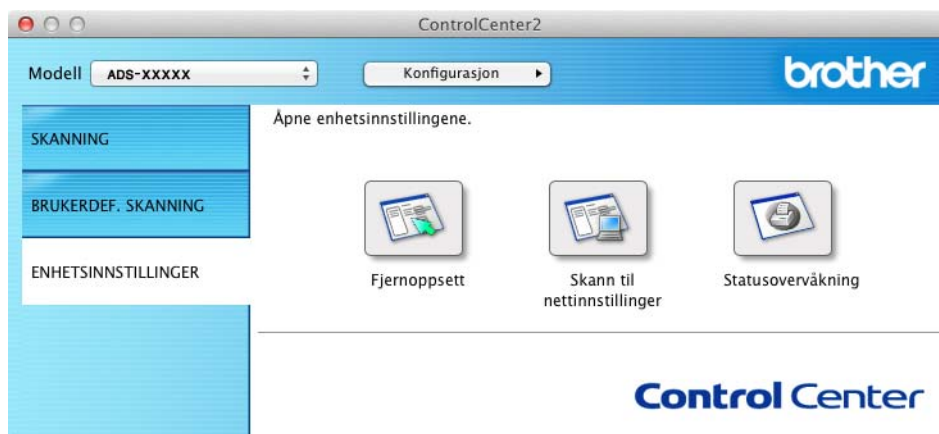 ControlCenter2
Modell ADS-XXXXX Konfigurasjon brother
SKANNING
BRUKERDEF. SKANNING
ENHETSINNSTILLINGER
Åpne enhetsinnstillingene.
Fjernoppsett
Skann til
nettinnstillinger
Statusovervåkning
Control Center